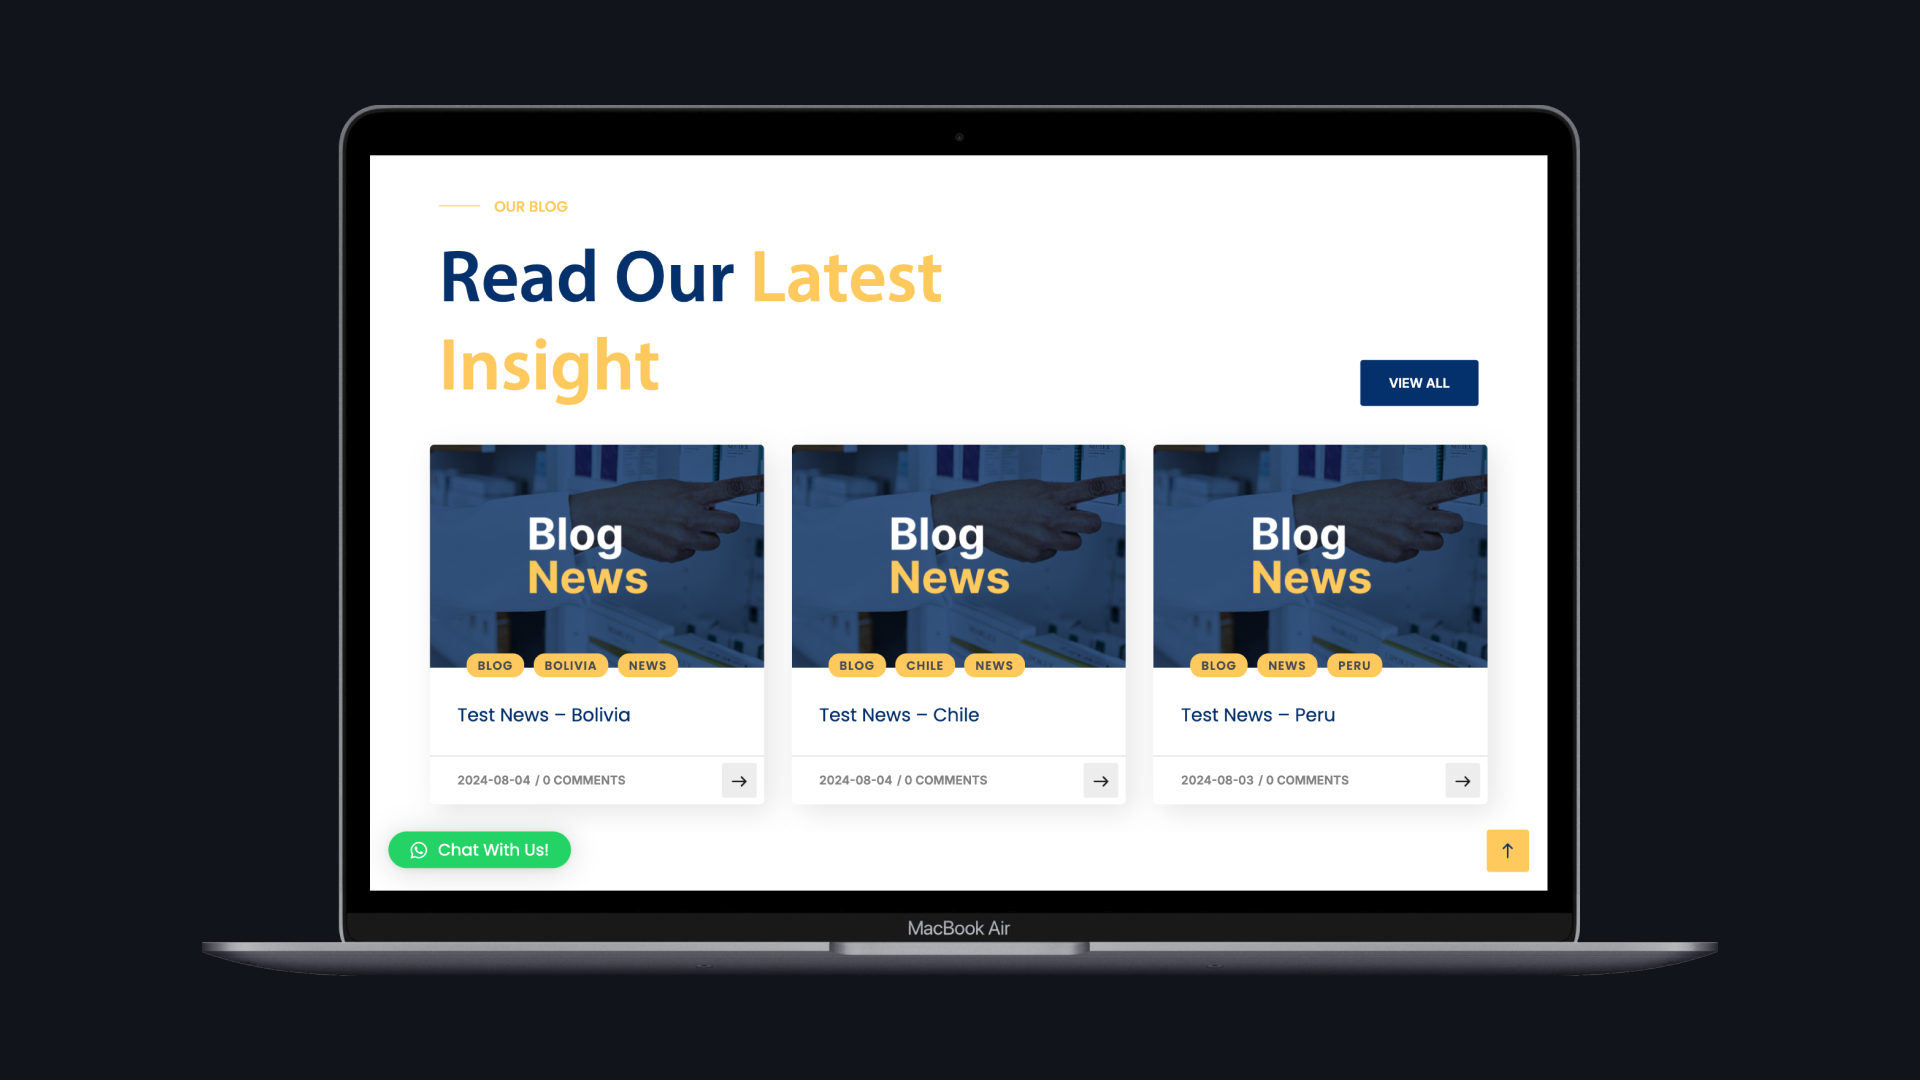 OUR BLOG
Read Our Latest
Insight
VIEW ALL
Blog
News
BLOG BOLIVIA NEWS
Test News – Bolivia
2024-08-04 / 0 COMMENTS
Blog
News
BLOG CHILE NEWS
Test News – Chile
2024-08-04 / 0 COMMENTS
Blog
News
BLOG NEWS PERU
Test News – Peru
2024-08-03 / 0 COMMENTS
Chat With Us!
MacBook Air